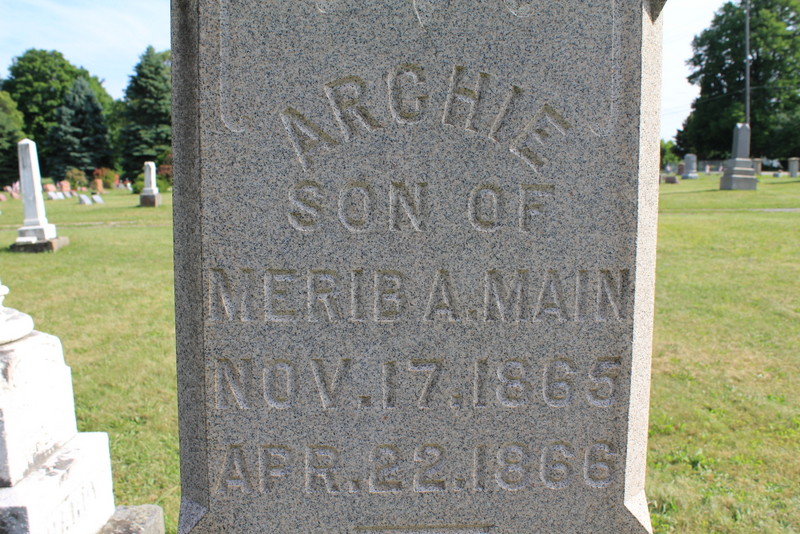 ARCHIE
SON OF
MERIB A. MAIN
NOV. 17. 1865
APR. 22. 1866